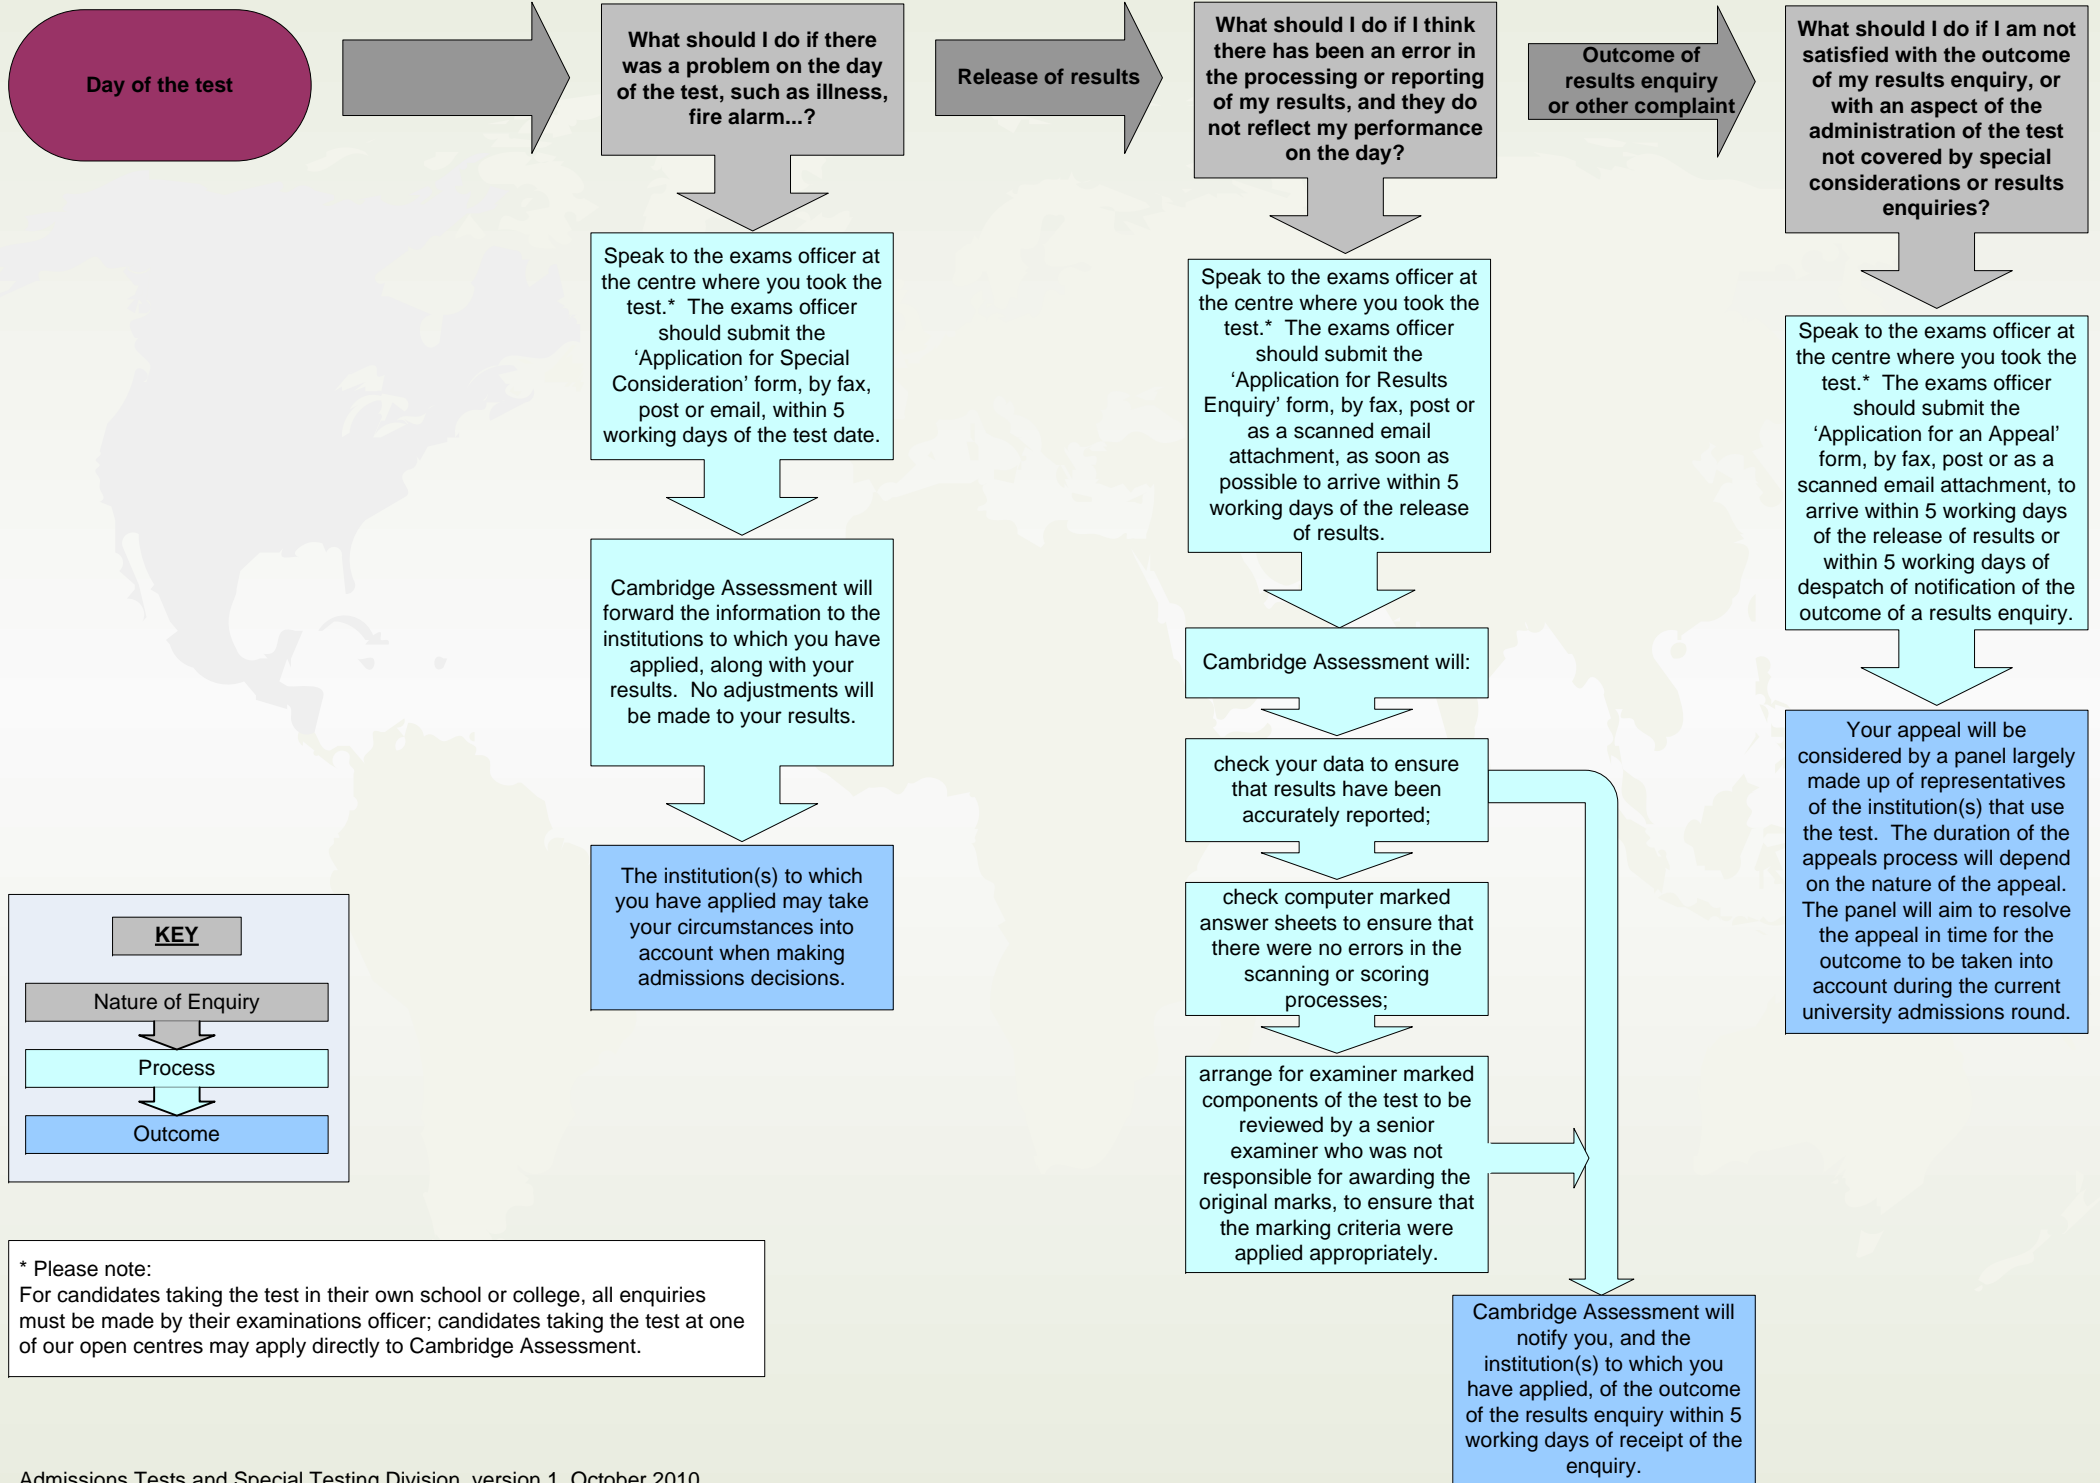 Day of the test
What should I do if there
was a problem on the day
of the test, such as illness,
fire alarm...?
Speak to the exams officer at
the centre where you took the
test.*  The exams officer
should submit the
‘Application for Special
Consideration’ form, by fax,
post or email, within 5
working days of the test date.
Cambridge Assessment will
forward the information to the
institutions to which you have
applied, along with your
results.  No adjustments will
be made to your results.
The institution(s) to which
you have applied may take
your circumstances into
account when making
admissions decisions.
Release of results
What should I do if I think
there has been an error in
the processing or reporting
of my results, and they do
not reflect my performance
on the day?
Speak to the exams officer at
the centre where you took the
test.*  The exams officer
should submit the
‘Application for Results
Enquiry’ form, by fax, post or
as a scanned email
attachment, as soon as
possible to arrive within 5
working days of the release
of results.
Cambridge Assessment will:
check your data to ensure
that results have been
accurately reported;
check computer marked
answer sheets to ensure that
there were no errors in the
scanning or scoring
processes;
arrange for examiner marked
components of the test to be
reviewed by a senior
examiner who was not
responsible for awarding the
original marks, to ensure that
the marking criteria were
applied appropriately.
Cambridge Assessment will
notify you, and the
institution(s) to which you
have applied, of the outcome
of the results enquiry within 5
working days of receipt of the
enquiry.
Outcome of
results enquiry
or other complaint
What should I do if I am not
satisfied with the outcome
of my results enquiry, or
with an aspect of the
administration of the test
not covered by special
considerations or results
enquiries?
Speak to the exams officer at
the centre where you took the
test.*  The exams officer
should submit the
‘Application for an Appeal’
form, by fax, post or as a
scanned email attachment, to
arrive within 5 working days
of the release of results or
within 5 working days of
despatch of notification of the
outcome of a results enquiry.
Your appeal will be
considered by a panel largely
made up of representatives
of the institution(s) that use
the test.  The duration of the
appeals process will depend
on the nature of the appeal.
The panel will aim to resolve
the appeal in time for the
outcome to be taken into
account during the current
university admissions round.
KEY
Nature of Enquiry
Process
Outcome
* Please note:
For candidates taking the test in their own school or college, all enquiries
must be made by their examinations officer; candidates taking the test at one
of our open centres may apply directly to Cambridge Assessment.
Admissions Tests and Special Testing Division, version 1, October 2010